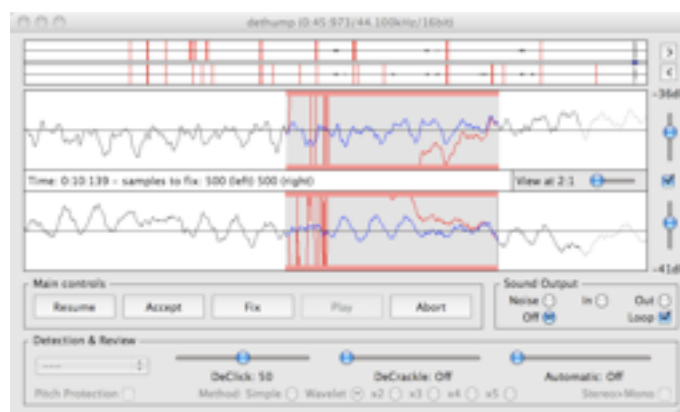 dethump (0:45.973/44.100kHz/16bit)
>
<
-36dB
Time: 0:10.139 - samples to fix: 500 (left) 500 (right)
View at 2:1
-41dB
Main controls
Resume Accept Fix Play Abort
Sound Output
Noise In Out
Off Loop
Detection & Review
----
DeClick: 50 DeCrackle: Off Automatic: Off
Pitch Protection Method: Simple Wavelet x2 x3 x4 x5 Stereo>Mono